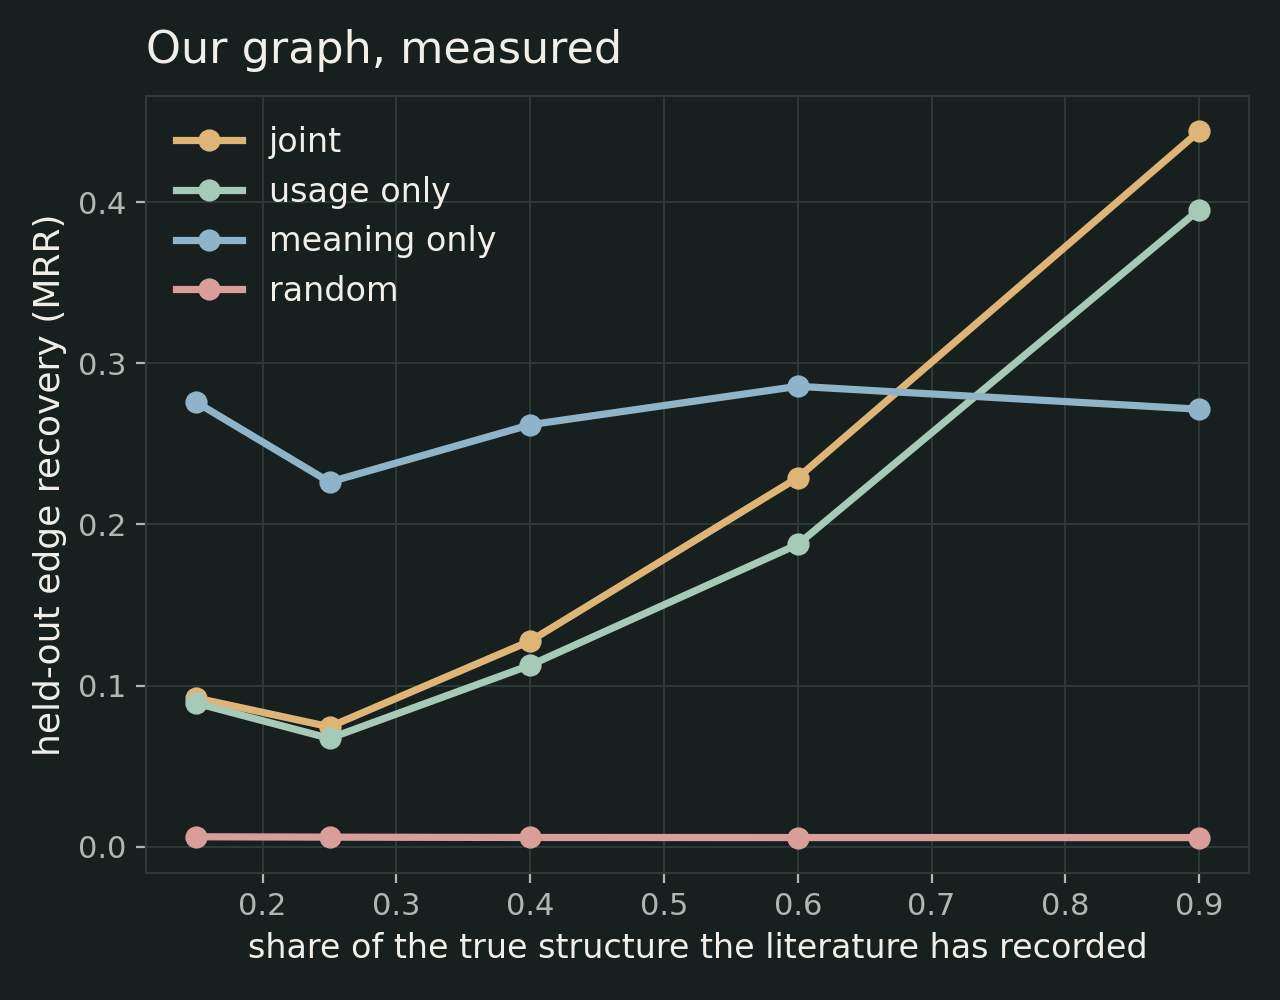 Our graph, measured
joint
usage only
meaning only
random
held-out edge recovery (MRR)
0.4
0.3
0.2
0.1
0.0
0.2 0.3 0.4 0.5 0.6 0.7 0.8 0.9
share of the true structure the literature has recorded